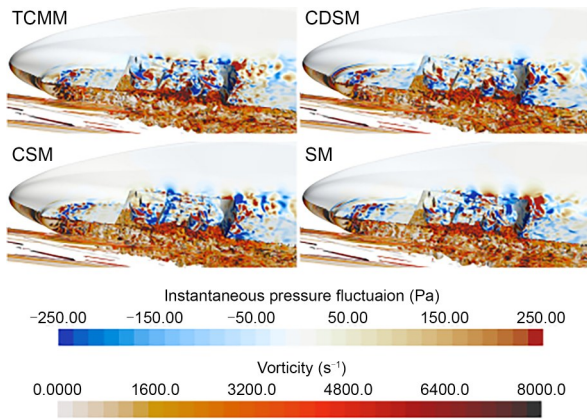 TCMM CDSM
CSM SM
Instantaneous pressure fluctuaion (Pa)
−250.00 −150.00 −50.00 50.00 150.00 250.00
Vorticity (s⁻¹)
0.0000 1600.0 3200.0 4800.0 6400.0 8000.0